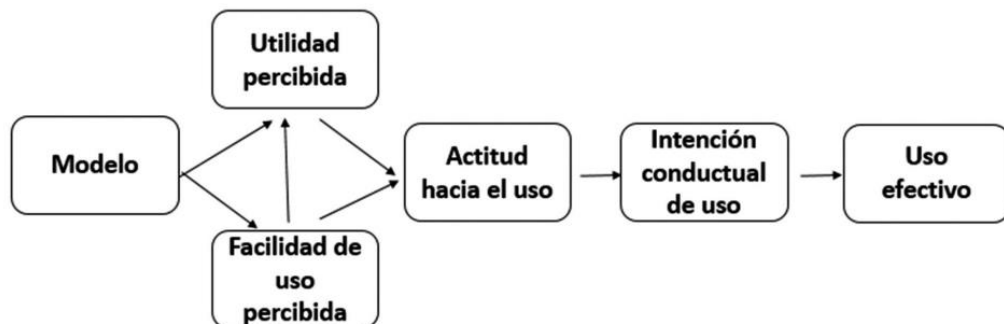 Utilidad
percibida
Modelo
Actitud
hacia el uso
Intención
conductual
de uso
Uso
efectivo
Facilidad de
uso
percibida